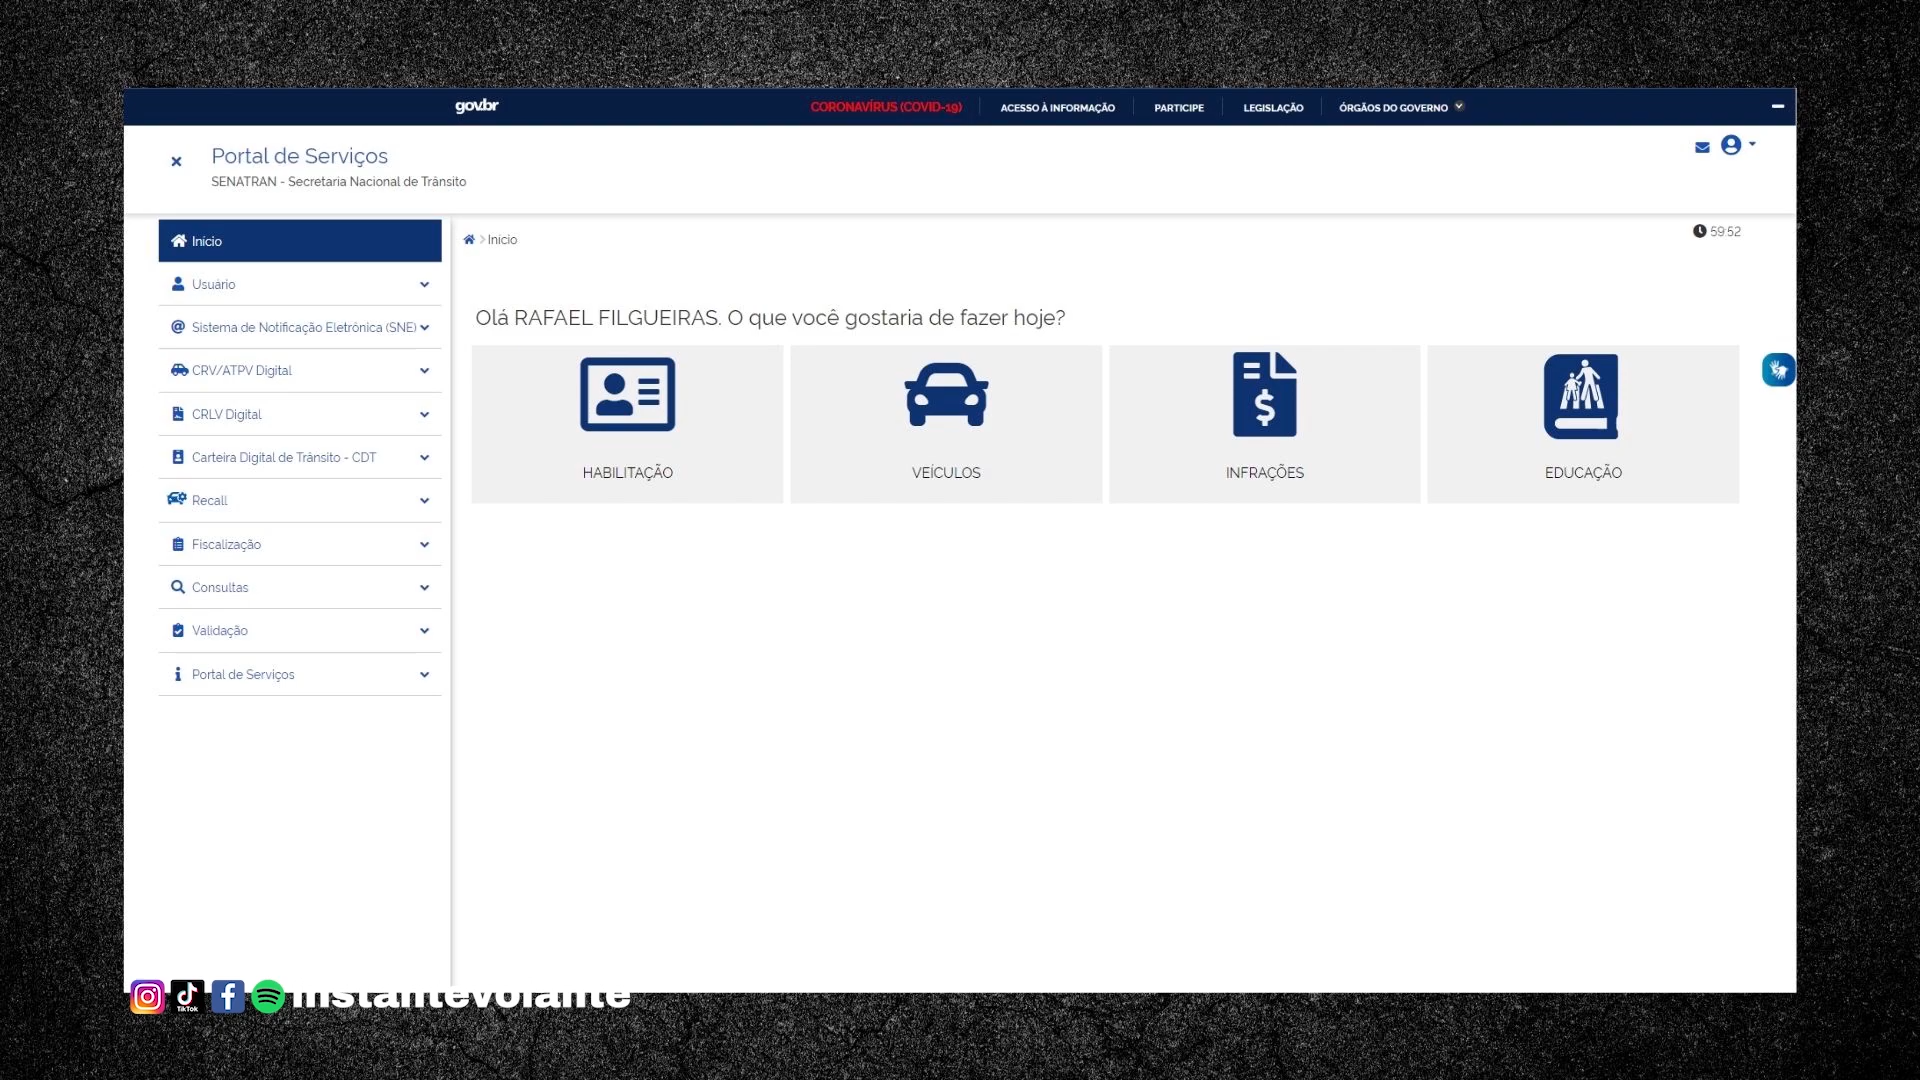 gov.br
CORONAVÍRUS (COVID-19)
ACESSO À INFORMAÇÃO
PARTICIPE
LEGISLAÇÃO
ÓRGÃOS DO GOVERNO
Portal de Serviços
SENATRAN - Secretaria Nacional de Trânsito
Início
Usuário
Sistema de Notificação Eletrônica (SNE)
CRV/ATPV Digital
CRLV Digital
Carteira Digital de Trânsito - CDT
Recall
Fiscalização
Consultas
Validação
Portal de Serviços
Início
59:52
Olá RAFAEL FILGUEIRAS. O que você gostaria de fazer hoje?
HABILITAÇÃO
VEÍCULOS
INFRAÇÕES
EDUCAÇÃO
TikTok
instantevolante